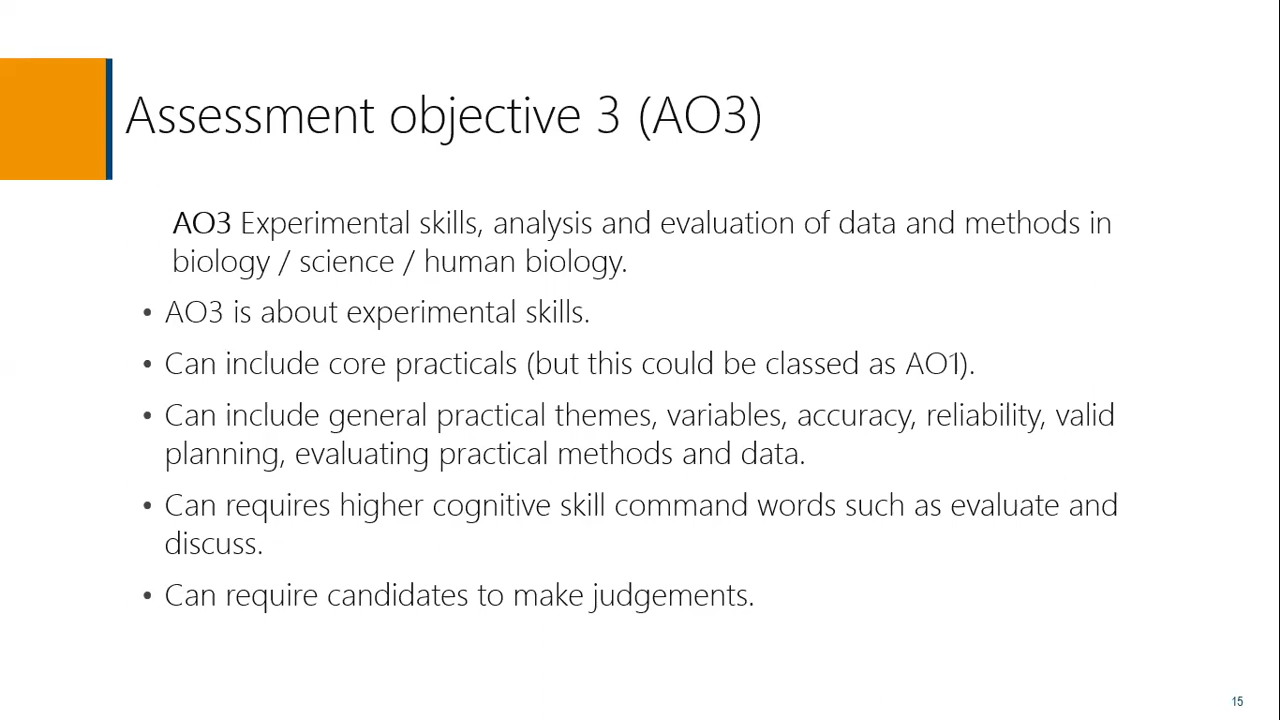 Assessment objective 3 (AO3)
AO3 Experimental skills, analysis and evaluation of data and methods in
biology / science / human biology.
• AO3 is about experimental skills.
• Can include core practicals (but this could be classed as AO1).
• Can include general practical themes, variables, accuracy, reliability, valid
planning, evaluating practical methods and data.
• Can requires higher cognitive skill command words such as evaluate and
discuss.
• Can require candidates to make judgements.
15